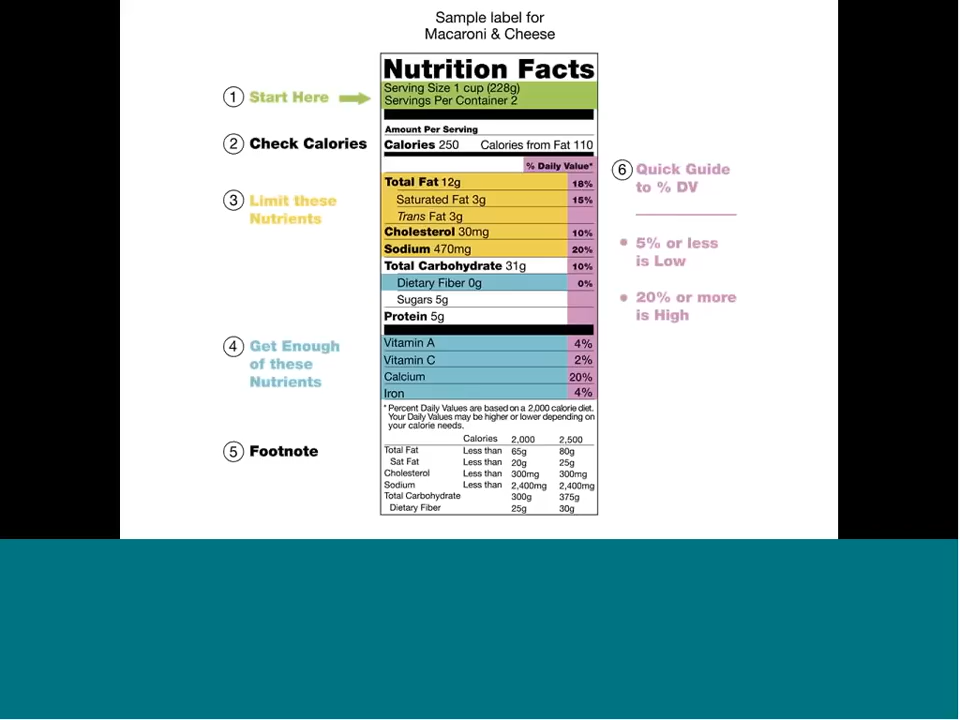 Sample label for
Macaroni & Cheese
Nutrition Facts
① Start Here
Serving Size 1 cup (228g)
Servings Per Container 2
Amount Per Serving
② Check Calories
Calories 250 Calories from Fat 110
% Daily Value*
③ Limit these
Nutrients
Total Fat 12g 18%
Saturated Fat 3g 15%
Trans Fat 3g
Cholesterol 30mg 10%
Sodium 470mg 20%
Total Carbohydrate 31g 10%
Dietary Fiber 0g 0%
Sugars 5g
Protein 5g
④ Get Enough
of these
Nutrients
Vitamin A 4%
Vitamin C 2%
Calcium 20%
Iron 4%
⑤ Footnote
* Percent Daily Values are based on a 2,000 calorie diet.
Your Daily Values may be higher or lower depending on
your calorie needs.
Calories 2,000 2,500
Total Fat Less than 65g 80g
Sat Fat Less than 20g 25g
Cholesterol Less than 300mg 300mg
Sodium Less than 2,400mg 2,400mg
Total Carbohydrate 300g 375g
Dietary Fiber 25g 30g
⑥ Quick Guide
to % DV
• 5% or less
is Low
• 20% or more
is High